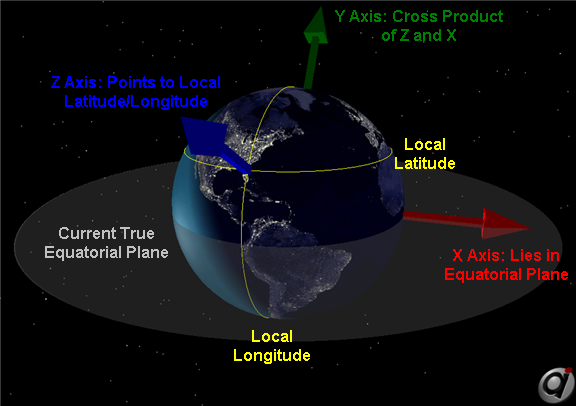 Y Axis: Cross Product
of Z and X
Z Axis: Points to Local
Latitude/Longitude
Local
Latitude
Current True
Equatorial Plane
X Axis: Lies in
Equatorial Plane
Local
Longitude